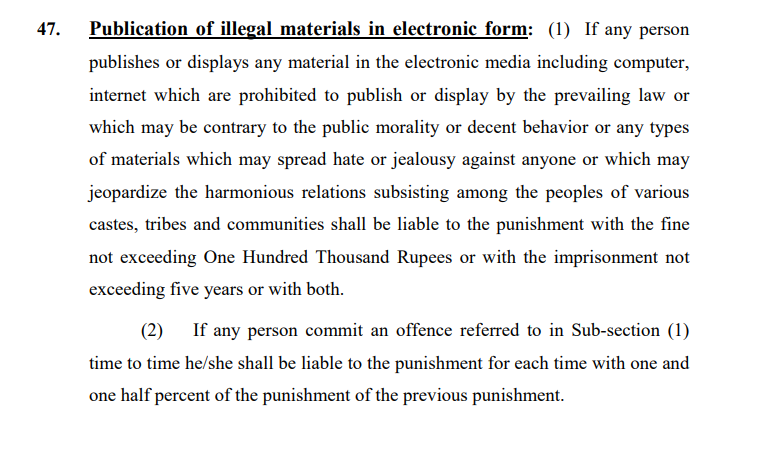 47. Publication of illegal materials in electronic form: (1) If any person
publishes or displays any material in the electronic media including computer,
internet which are prohibited to publish or display by the prevailing law or
which may be contrary to the public morality or decent behavior or any types
of materials which may spread hate or jealousy against anyone or which may
jeopardize the harmonious relations subsisting among the peoples of various
castes, tribes and communities shall be liable to the punishment with the fine
not exceeding One Hundred Thousand Rupees or with the imprisonment not
exceeding five years or with both.
(2) If any person commit an offence referred to in Sub-section (1)
time to time he/she shall be liable to the punishment for each time with one and
one half percent of the punishment of the previous punishment.